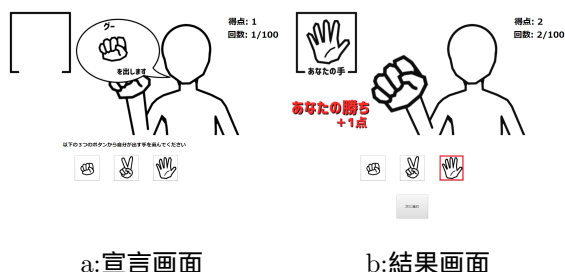 得点: 1
回数: 1/100
グー
を出します
以下の3つのボタンから自分が出す手を選んでください
a:宣言画面
得点: 2
回数: 2/100
あなたの手
あなたの勝ち
+1点
b:結果画面